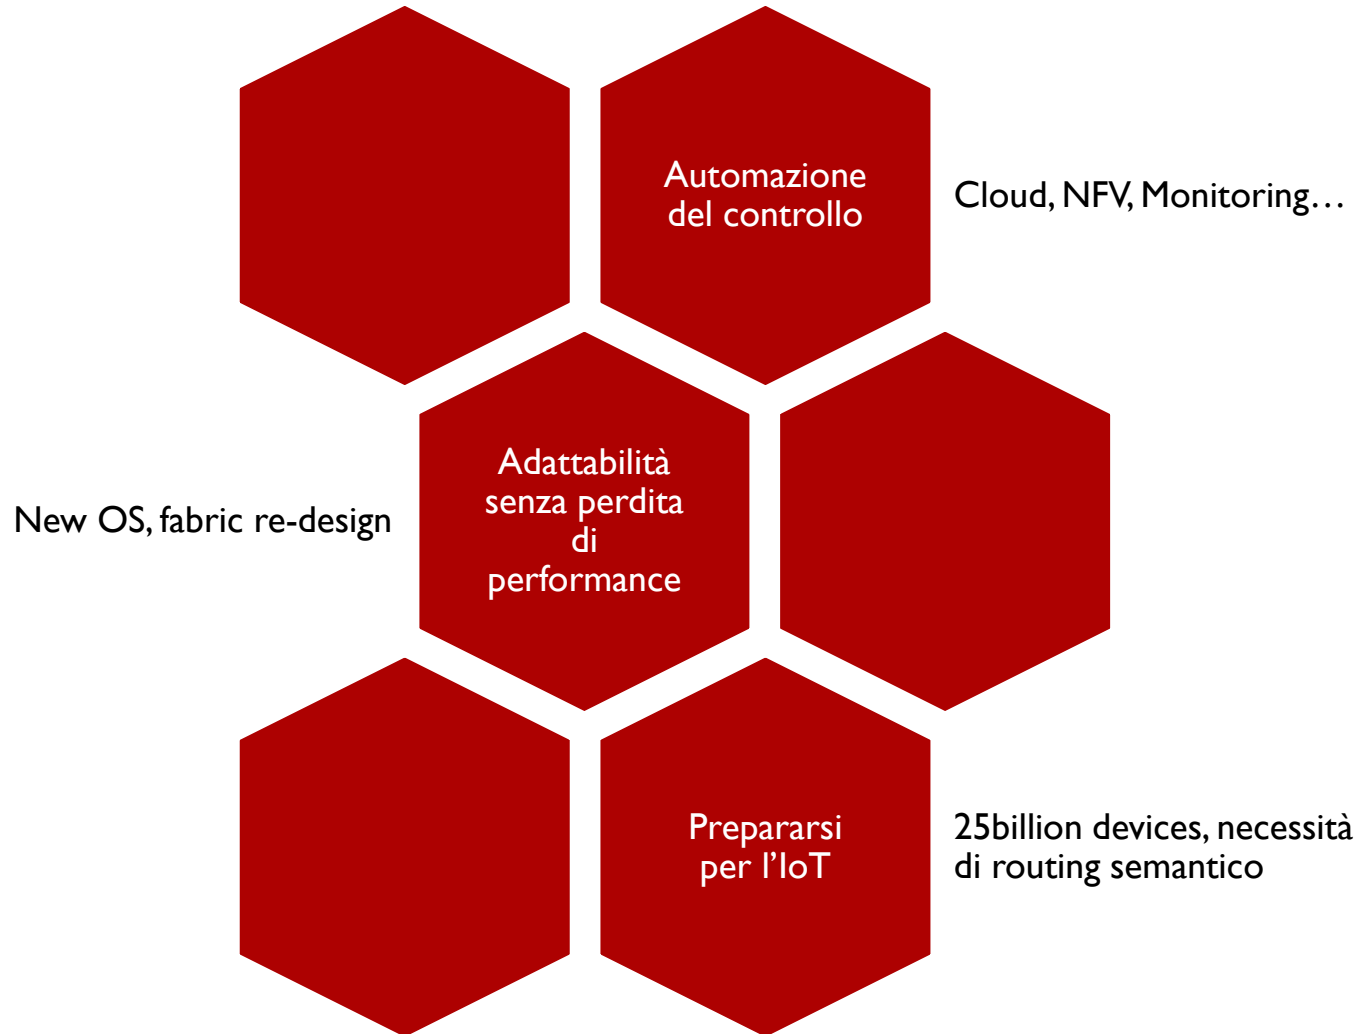 Automazione
del controllo
Cloud, NFV, Monitoring…
New OS, fabric re-design
Adattabilità
senza perdita
di
performance
Prepararsi
per l’IoT
25billion devices, necessità
di routing semantico